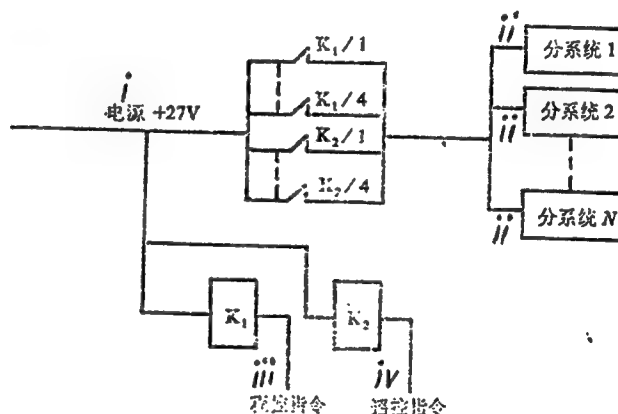 i
电源 +27V
K₁/1
K₁/4
K₂/1
K₂/4
ii
分系统 1
ii
分系统 2
ii
分系统 N
K₁
K₂
iii
程控指令
iv
遥控指令